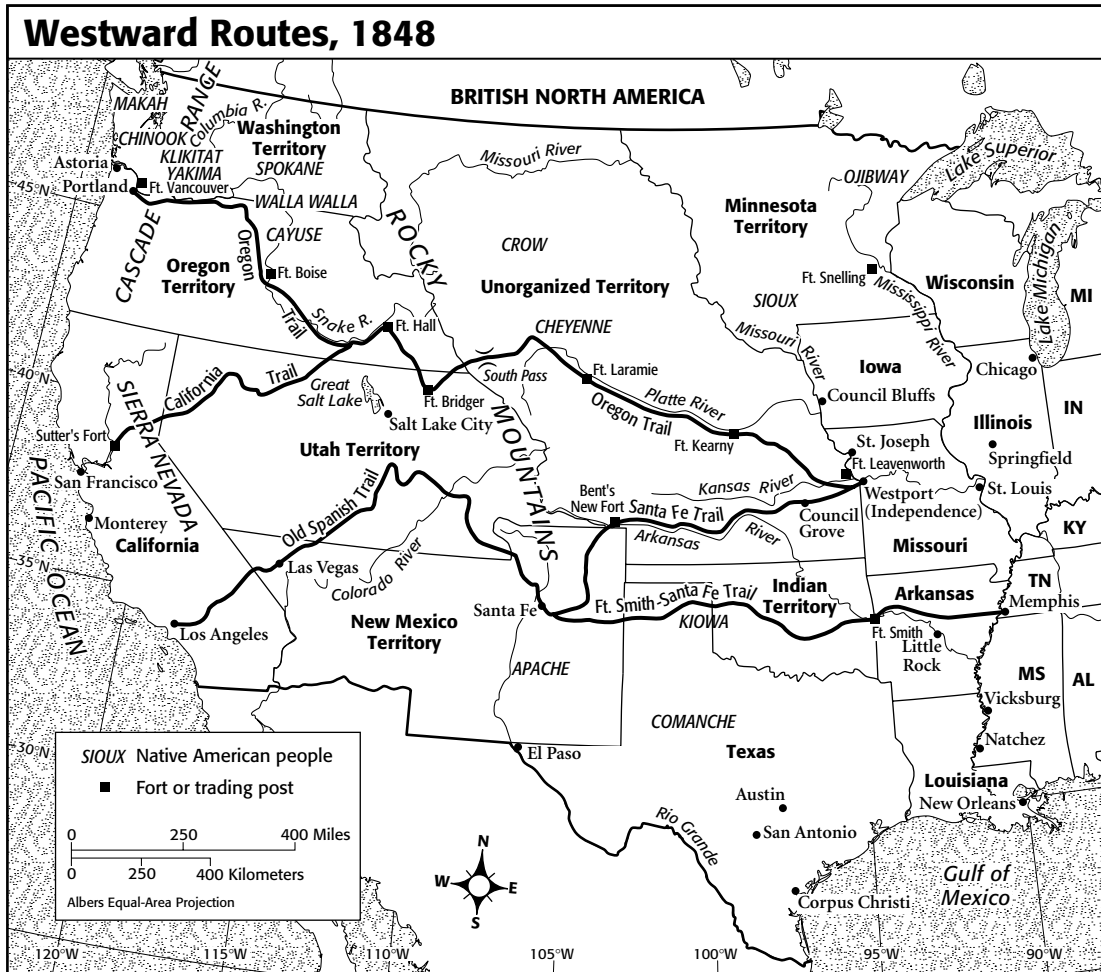 Westward Routes, 1848
BRITISH NORTH AMERICA
MAKAH
CASCADE RANGE
Columbia R.
CHINOOK
Washington
Territory
KLIKITAT
YAKIMA
SPOKANE
Astoria
Portland
Ft. Vancouver
WALLA WALLA
CAYUSE
Missouri River
OJIBWAY
Lake Superior
Minnesota
Territory
Lake Michigan
MI
45°N
ROCKY MOUNTAINS
CROW
Oregon
Territory
Oregon Trail
Ft. Boise
Unorganized Territory
Ft. Snelling
Wisconsin
Mississippi River
SIOUX
Snake R.
Ft. Hall
CHEYENNE
Missouri River
Iowa
Chicago
40°N
California Trail
Great
Salt Lake
South Pass
Ft. Bridger
Ft. Laramie
Platte River
Oregon Trail
Council Bluffs
IN
SIERRA NEVADA
Salt Lake City
Ft. Kearny
Illinois
Springfield
Sutter's Fort
Utah Territory
St. Joseph
Ft. Leavenworth
San Francisco
PACIFIC OCEAN
Old Spanish Trail
Kansas River
Westport
(Independence)
St. Louis
Bent's
New Fort
Santa Fe Trail
Council
Grove
Monterey
California
Arkansas River
Missouri
KY
35°N
Las Vegas
Colorado River
Indian
Territory
Arkansas
TN
Memphis
Santa Fe
Ft. Smith-Santa Fe Trail
KIOWA
New Mexico
Territory
Los Angeles
Ft. Smith
Little
Rock
APACHE
MS
AL
Vicksburg
COMANCHE
30°N
El Paso
Texas
Natchez
Louisiana
New Orleans
Austin
San Antonio
Rio Grande
Corpus Christi
Gulf of
Mexico
SIOUX Native American people
Fort or trading post
0 250 400 Miles
0 250 400 Kilometers
Albers Equal-Area Projection
N
W E
S
120°W 115°W 110°W 105°W 100°W 95°W 90°W